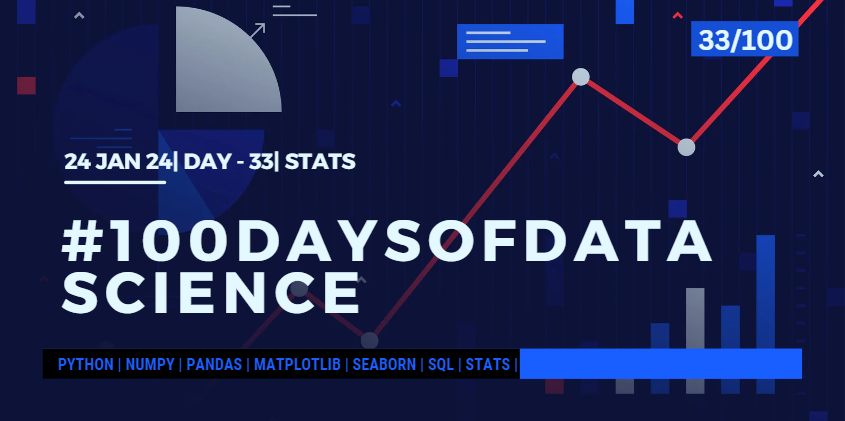 33/100
24 JAN 24| DAY - 33| STATS
#100DAYSOFDATA
SCIENCE
PYTHON | NUMPY | PANDAS | MATPLOTLIB | SEABORN | SQL | STATS |